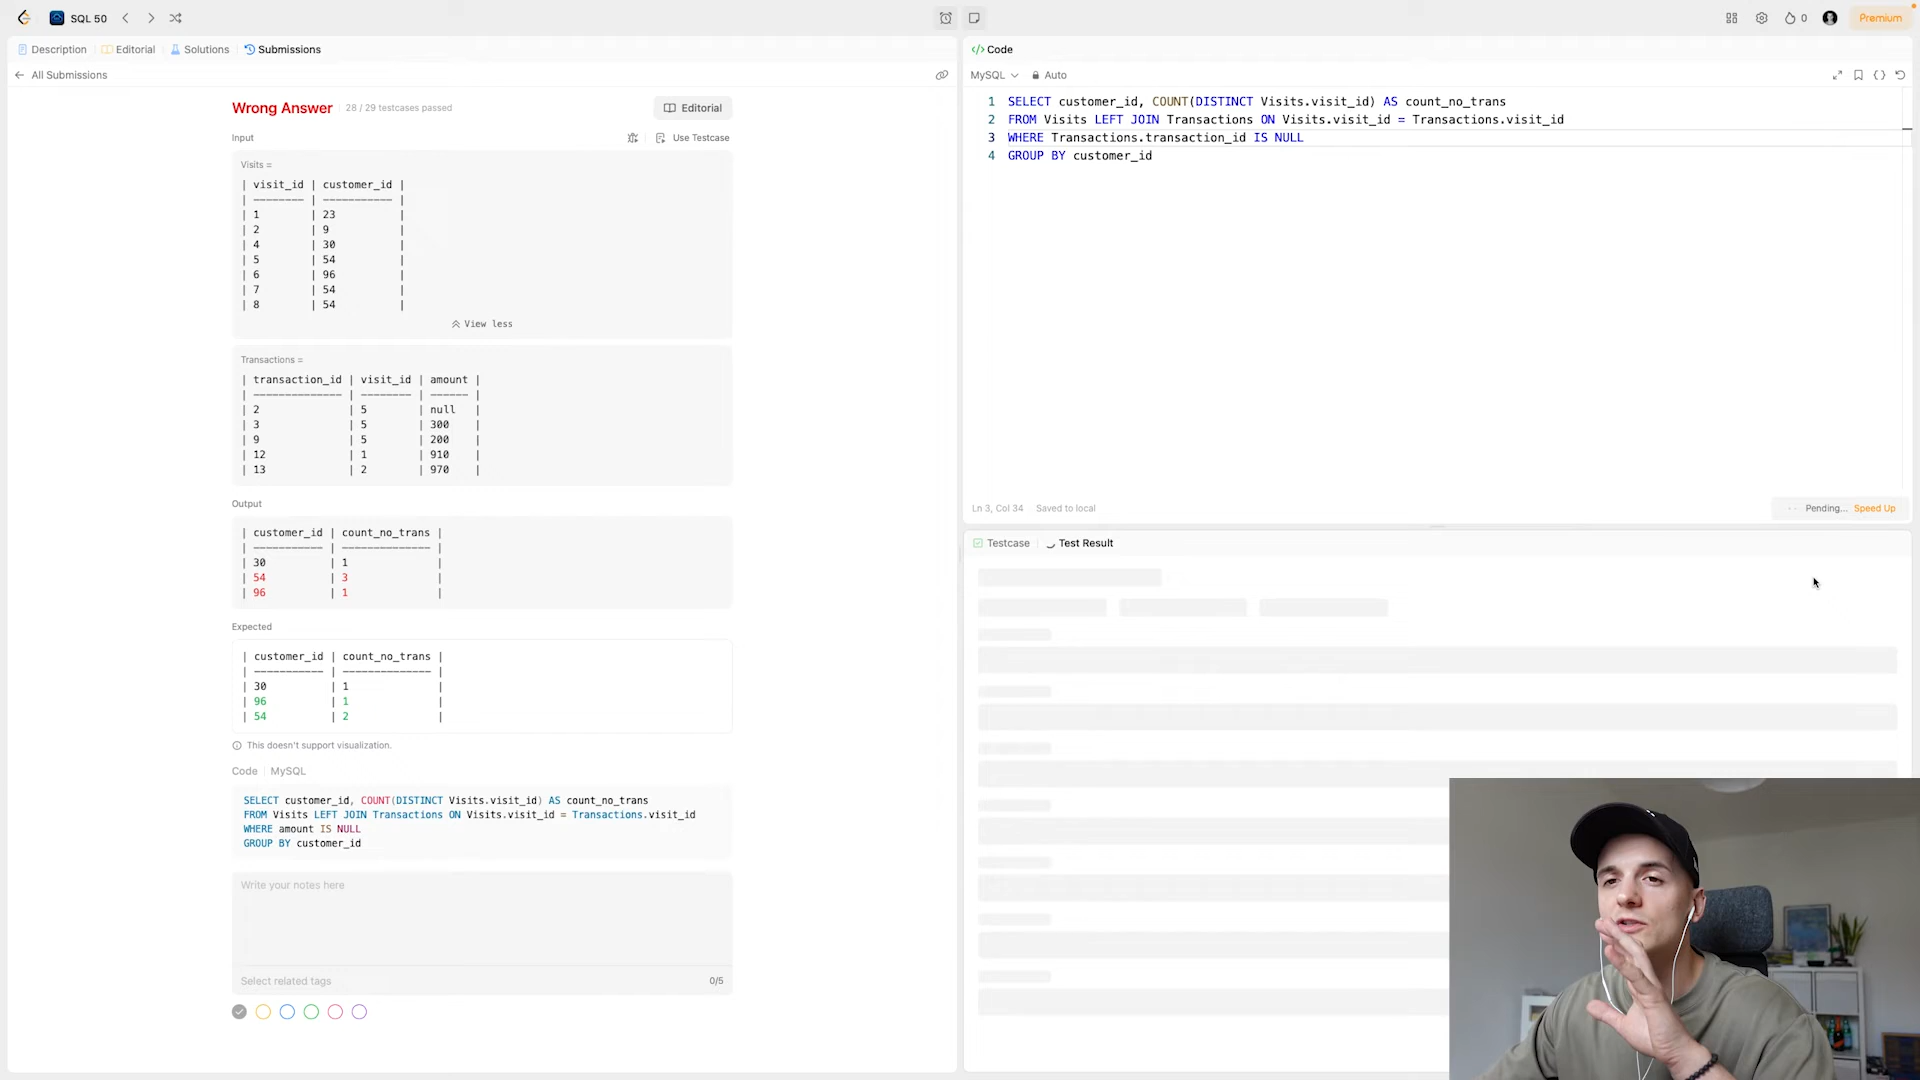 SQL 50
0
Premium
Description
Editorial
Solutions
Submissions
All Submissions
Wrong Answer
28 / 29 testcases passed
Editorial
Input
Use Testcase
Visits =
| visit_id | customer_id |
| -------- | ----------- |
| 1 | 23 |
| 2 | 9 |
| 4 | 30 |
| 5 | 54 |
| 6 | 96 |
| 7 | 54 |
| 8 | 54 |
View less
Transactions =
| transaction_id | visit_id | amount |
| -------------- | -------- | ------ |
| 2 | 5 | null |
| 3 | 5 | 300 |
| 9 | 5 | 200 |
| 12 | 1 | 910 |
| 13 | 2 | 970 |
Output
| customer_id | count_no_trans |
| ----------- | -------------- |
| 30 | 1 |
| 54 | 3 |
| 96 | 1 |
Expected
| customer_id | count_no_trans |
| ----------- | -------------- |
| 30 | 1 |
| 96 | 1 |
| 54 | 2 |
This doesn't support visualization.
Code | MySQL
SELECT customer_id, COUNT(DISTINCT Visits.visit_id) AS count_no_trans
FROM Visits LEFT JOIN Transactions ON Visits.visit_id = Transactions.visit_id
WHERE amount IS NULL
GROUP BY customer_id
Write your notes here
Select related tags
0/5
Code
MySQL
Auto
1 SELECT customer_id, COUNT(DISTINCT Visits.visit_id) AS count_no_trans
2 FROM Visits LEFT JOIN Transactions ON Visits.visit_id = Transactions.visit_id
3 WHERE Transactions.transaction_id IS NULL
4 GROUP BY customer_id
Ln 3, Col 34
Saved to local
Pending...
Speed Up
Testcase
Test Result